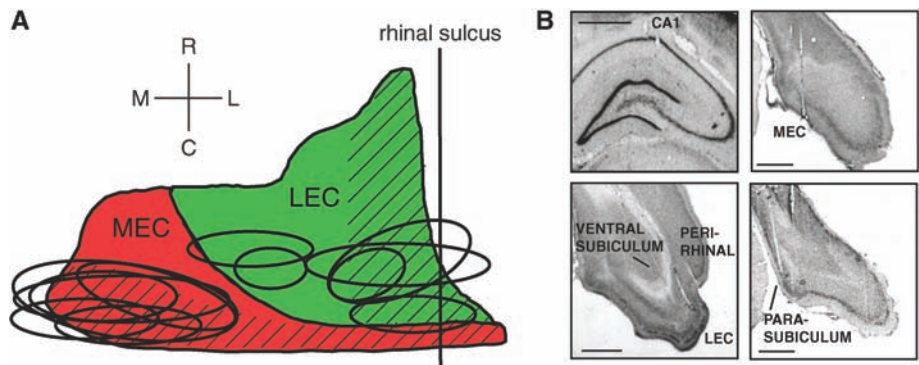 A
rhinal sulcus
R
M
L
C
LEC
MEC
B
CA1
MEC
VENTRAL
SUBICULUM
PERI-
RHINAL
LEC
PARA-
SUBICULUM